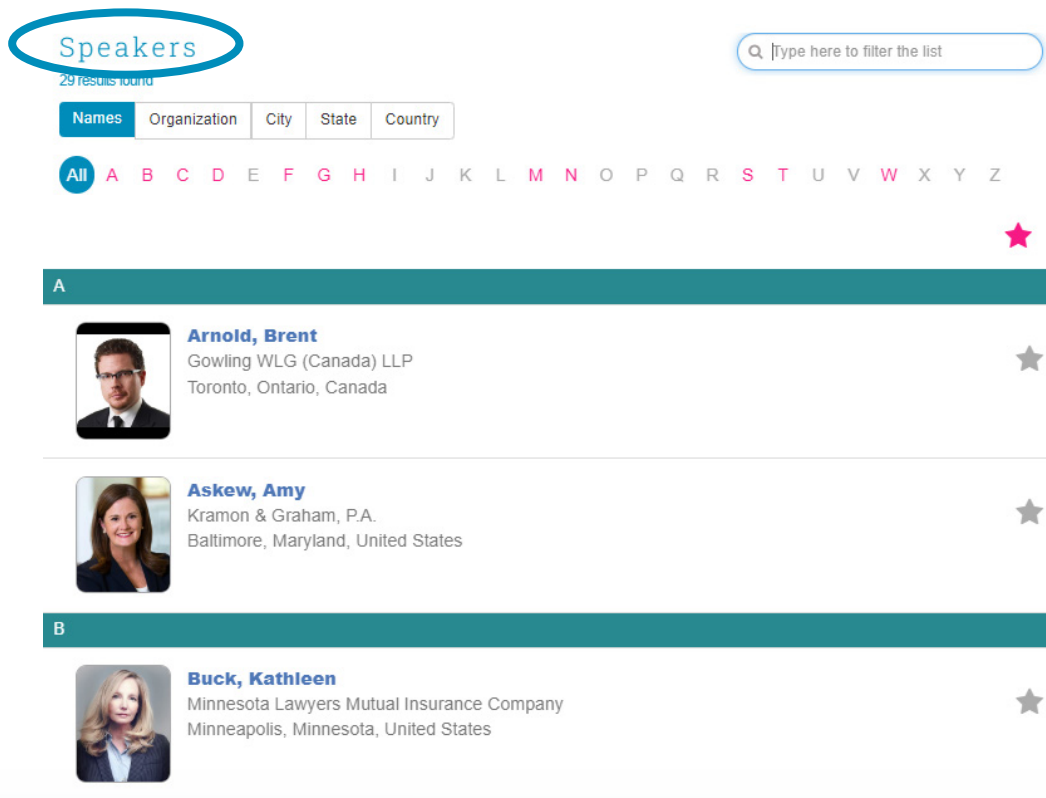 Speakers
Type here to filter the list
29 results found
Names Organization City State Country
All A B C D E F G H I J K L M N O P Q R S T U V W X Y Z
A
Arnold, Brent
Gowling WLG (Canada) LLP
Toronto, Ontario, Canada
Askew, Amy
Kramon & Graham, P.A.
Baltimore, Maryland, United States
B
Buck, Kathleen
Minnesota Lawyers Mutual Insurance Company
Minneapolis, Minnesota, United States